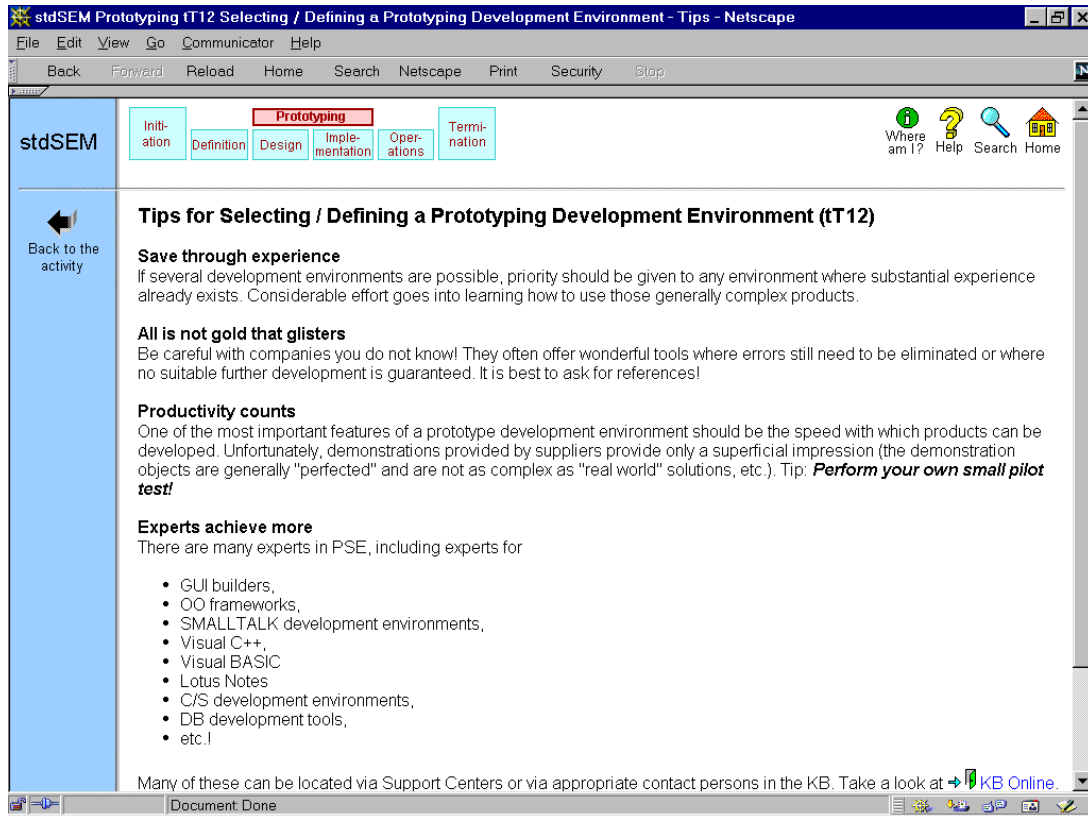 stdSEM Prototyping tT12 Selecting / Defining a Prototyping Development Environment - Tips - Netscape
File Edit View Go Communicator Help
Back Forward Reload Home Search Netscape Print Security Stop
N
stdSEM
Initi-
ation
Definition
Prototyping
Design
Imple-
mentation
Oper-
ations
Termi-
nation
Where
am I?
Help
Search
Home
Back to the
activity
Tips for Selecting / Defining a Prototyping Development Environment (tT12)
Save through experience
If several development environments are possible, priority should be given to any environment where substantial experience
already exists. Considerable effort goes into learning how to use those generally complex products.
All is not gold that glisters
Be careful with companies you do not know! They often offer wonderful tools where errors still need to be eliminated or where
no suitable further development is guaranteed. It is best to ask for references!
Productivity counts
One of the most important features of a prototype development environment should be the speed with which products can be
developed. Unfortunately, demonstrations provided by suppliers provide only a superficial impression (the demonstration
objects are generally "perfected" and are not as complex as "real world" solutions, etc.). Tip: Perform your own small pilot
test!
Experts achieve more
There are many experts in PSE, including experts for
• GUI builders,
• OO frameworks,
• SMALLTALK development environments,
• Visual C++,
• Visual BASIC
• Lotus Notes
• C/S development environments,
• DB development tools,
• etc.!
Many of these can be located via Support Centers or via appropriate contact persons in the KB. Take a look at KB Online.
Document: Done